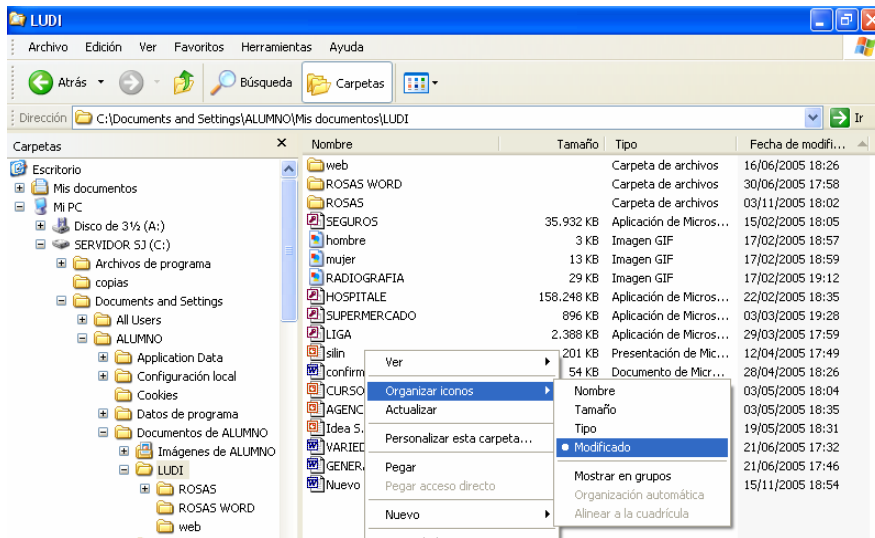 LUDI
Archivo Edición Ver Favoritos Herramientas Ayuda
Atrás Búsqueda Carpetas
Dirección C:\Documents and Settings\ALUMNO\Mis documentos\LUDI Ir
Carpetas
Escritorio
Mis documentos
Mi PC
Disco de 3½ (A:)
SERVIDOR SJ (C:)
Archivos de programa
copias
Documents and Settings
All Users
ALUMNO
Application Data
Configuración local
Cookies
Datos de programa
Documentos de ALUMNO
Imágenes de ALUMNO
LUDI
ROSAS
ROSAS WORD
web
Nombre Tamaño Tipo Fecha de modifi...
web Carpeta de archivos 16/06/2005 18:26
ROSAS WORD Carpeta de archivos 30/06/2005 17:58
ROSAS Carpeta de archivos 03/11/2005 18:02
SEGUROS 35.932 KB Aplicación de Micros... 15/02/2005 18:05
hombre 3 KB Imagen GIF 17/02/2005 18:57
mujer 13 KB Imagen GIF 17/02/2005 18:59
RADIOGRAFIA 29 KB Imagen GIF 17/02/2005 19:12
HOSPITALE 158.248 KB Aplicación de Micros... 22/02/2005 18:35
SUPERMERCADO 896 KB Aplicación de Micros... 03/03/2005 19:28
LIGA 2.388 KB Aplicación de Micros... 29/03/2005 17:59
silin 201 KB Presentación de Mic... 12/04/2005 17:49
confirm 54 KB Documento de Micr... 28/04/2005 18:26
CURSO 03/05/2005 18:04
AGENC 03/05/2005 18:35
Idea S. 19/05/2005 18:31
VARIED 21/06/2005 17:32
GENER 21/06/2005 17:46
Nuevo 15/11/2005 18:54
Ver
Organizar iconos
Actualizar
Personalizar esta carpeta...
Pegar
Pegar acceso directo
Nuevo
Nombre
Tamaño
Tipo
Modificado
Mostrar en grupos
Organización automática
Alinear a la cuadrícula